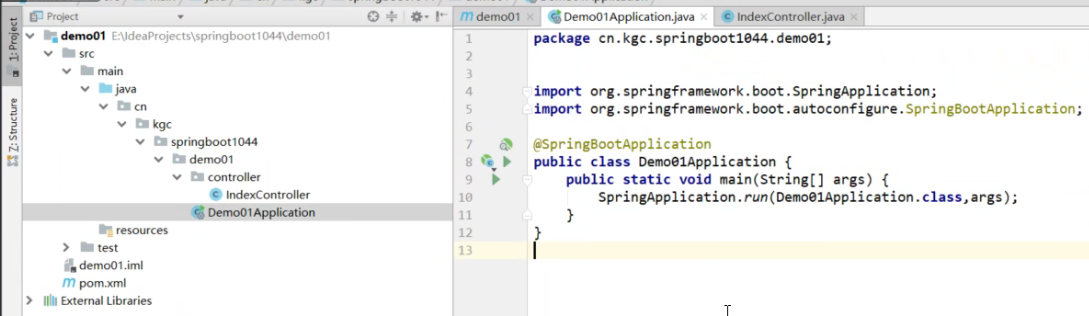 Project
demo01
Demo01Application.java
IndexController.java
1: Project
Z: Structure
demo01 E:\IdeaProjects\springboot1044\demo01
src
main
java
cn
kgc
springboot1044
demo01
controller
IndexController
Demo01Application
resources
test
demo01.iml
pom.xml
External Libraries
1 package cn.kgc.springboot1044.demo01;
2
3
4 import org.springframework.boot.SpringApplication;
5 import org.springframework.boot.autoconfigure.SpringBootApplication;
6
7 @SpringBootApplication
8 public class Demo01Application {
9 public static void main(String[] args) {
10 SpringApplication.run(Demo01Application.class,args);
11 }
12 }
13